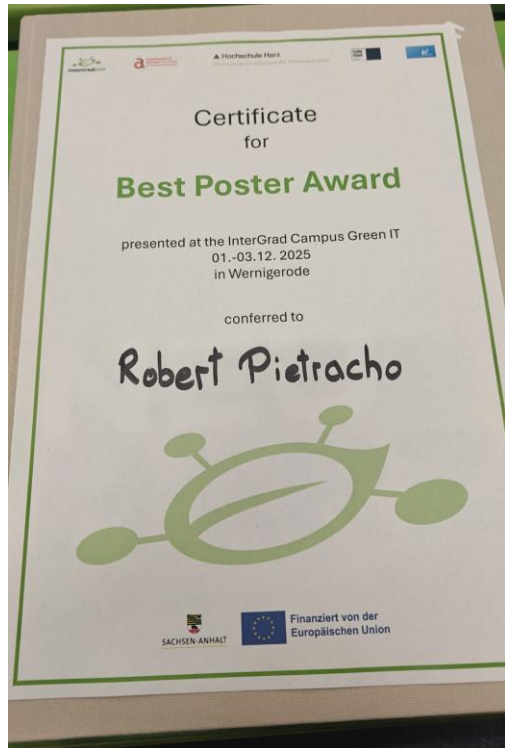 InterGrad
Hochschule Harz
Certificate
for
Best Poster Award
presented at the InterGrad Campus Green IT
01.-03.12. 2025
in Wernigerode
conferred to
Robert Pietracho
SACHSEN-ANHALT
Finanziert von der
Europäischen Union